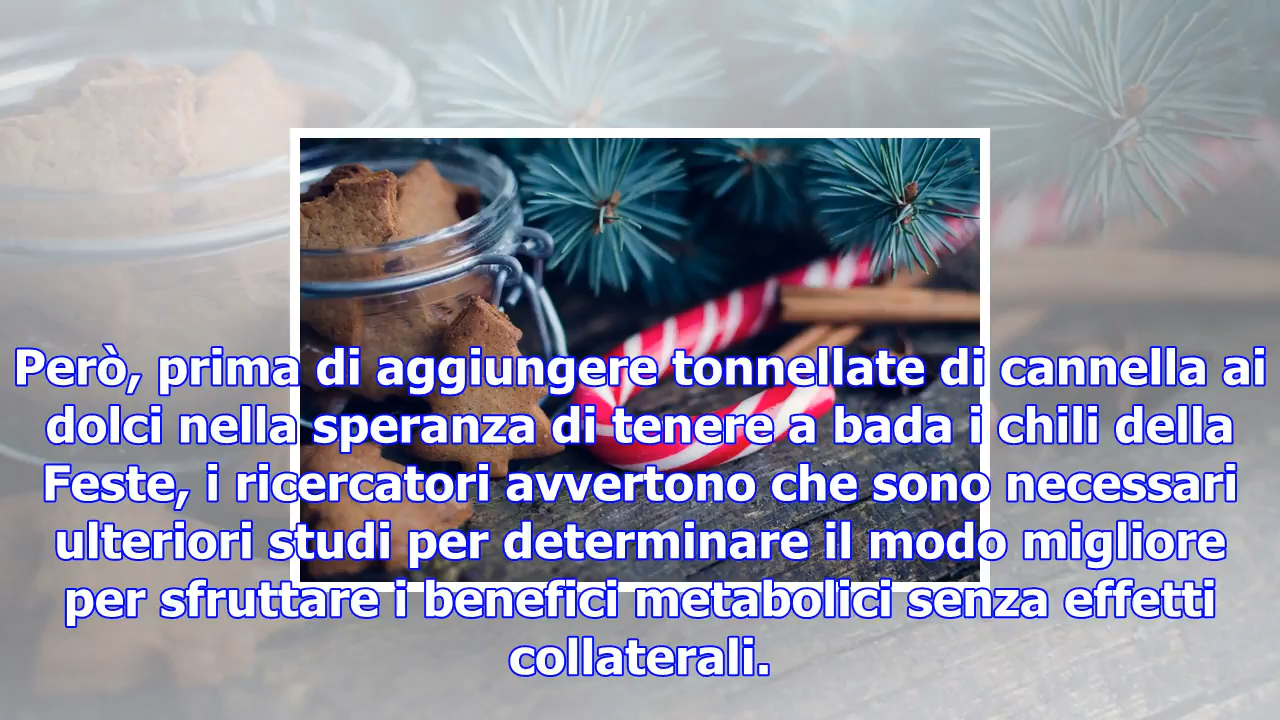 Però, prima di aggiungere tonnellate di cannella ai
dolci nella speranza di tenere a bada i chili della
Feste, i ricercatori avvertono che sono necessari
ulteriori studi per determinare il modo migliore
per sfruttare i benefici metabolici senza effetti
collaterali.